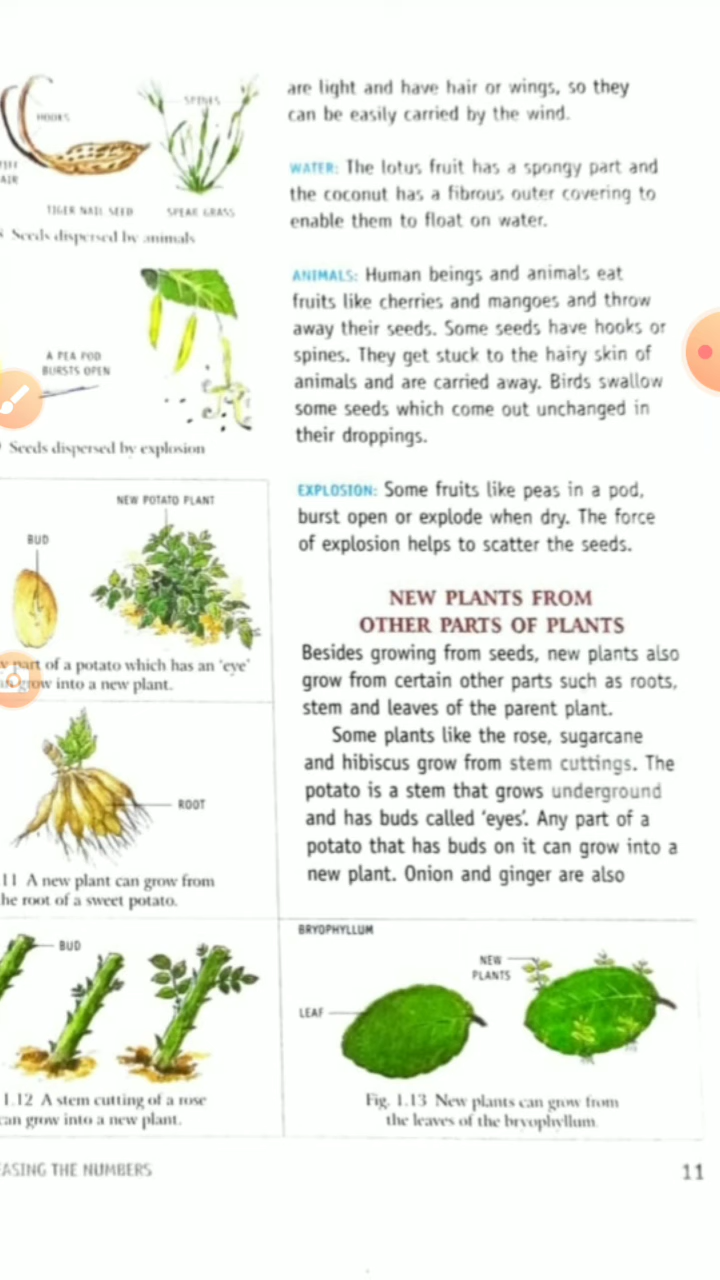 HOOKS
SPINES
TIGER NAIL SEED
SPEAR GRASS
Seeds dispersed by animals
A PEA POD
BURSTS OPEN
Seeds dispersed by explosion
NEW POTATO PLANT
BUD
part of a potato which has an ‘eye’
grow into a new plant.
ROOT
11 A new plant can grow from
he root of a sweet potato.
BUD
1.12 A stem cutting of a rose
can grow into a new plant.
are light and have hair or wings, so they
can be easily carried by the wind.
WATER: The lotus fruit has a spongy part and
the coconut has a fibrous outer covering to
enable them to float on water.
ANIMALS: Human beings and animals eat
fruits like cherries and mangoes and throw
away their seeds. Some seeds have hooks or
spines. They get stuck to the hairy skin of
animals and are carried away. Birds swallow
some seeds which come out unchanged in
their droppings.
EXPLOSION: Some fruits like peas in a pod,
burst open or explode when dry. The force
of explosion helps to scatter the seeds.
NEW PLANTS FROM
OTHER PARTS OF PLANTS
Besides growing from seeds, new plants also
grow from certain other parts such as roots,
stem and leaves of the parent plant.
Some plants like the rose, sugarcane
and hibiscus grow from stem cuttings. The
potato is a stem that grows underground
and has buds called ‘eyes’. Any part of a
potato that has buds on it can grow into a
new plant. Onion and ginger are also
BRYOPHYLLUM
NEW
PLANTS
LEAF
Fig. 1.13 New plants can grow from
the leaves of the bryophyllum.
EASING THE NUMBERS
11